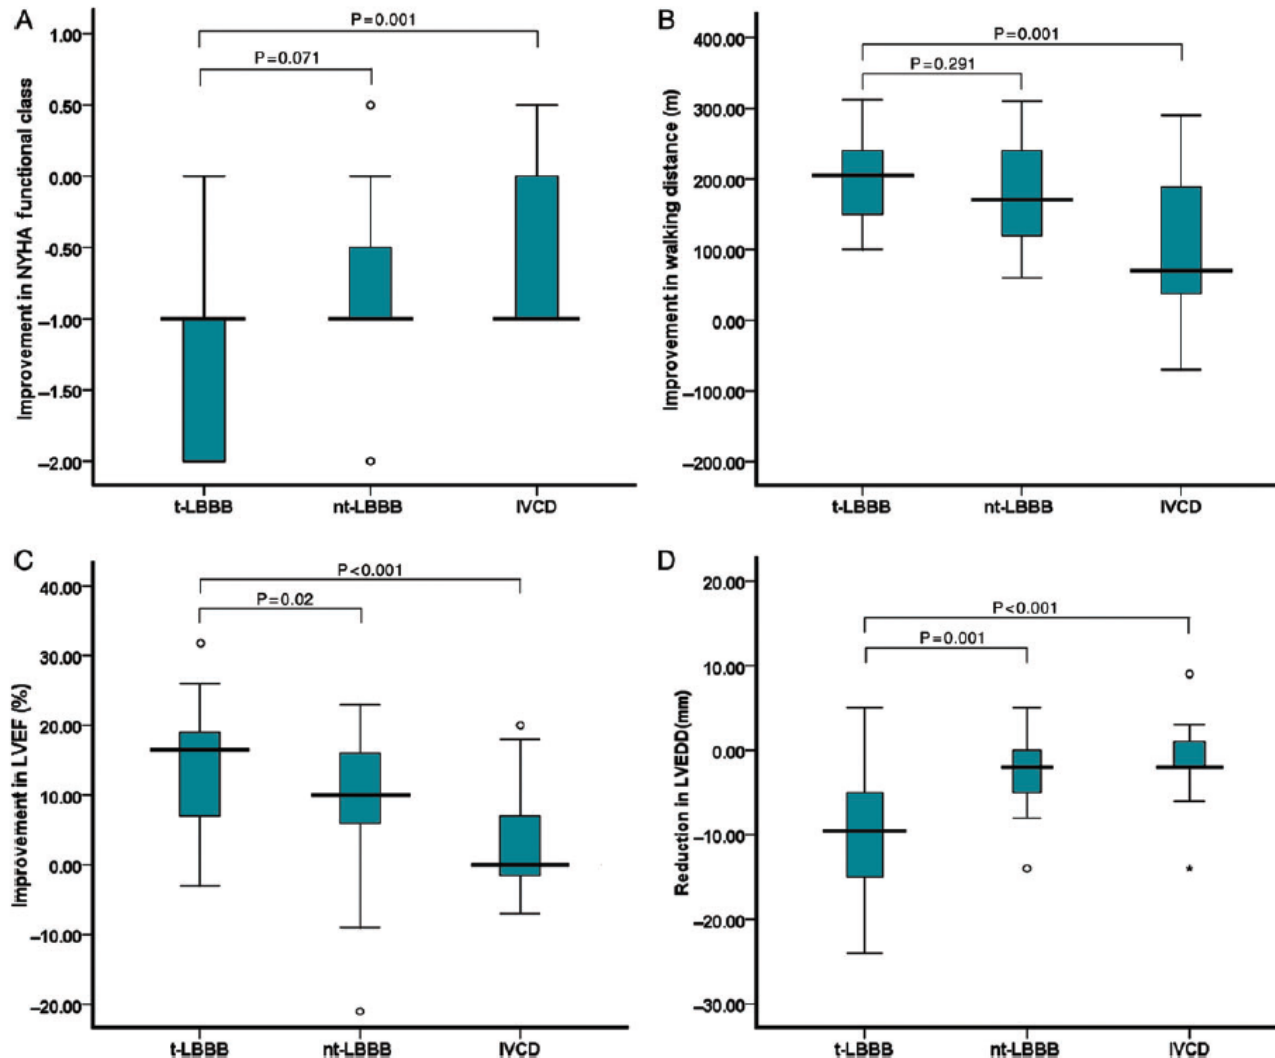 A
P=0.001
P=0.071
Improvement in NYHA functional class
1.00
0.50
0.00
-0.50
-1.00
-1.50
-2.00
t-LBBB nt-LBBB IVCD
B
P=0.001
P=0.291
Improvement in walking distance (m)
400.00
300.00
200.00
100.00
0.00
-100.00
-200.00
t-LBBB nt-LBBB IVCD
C
P<0.001
P=0.02
Improvement in LVEF (%)
40.00
30.00
20.00
10.00
0.00
-10.00
-20.00
t-LBBB nt-LBBB IVCD
D
P<0.001
P=0.001
Reduction in LVEDD(mm)
20.00
10.00
0.00
-10.00
-20.00
-30.00
t-LBBB nt-LBBB IVCD